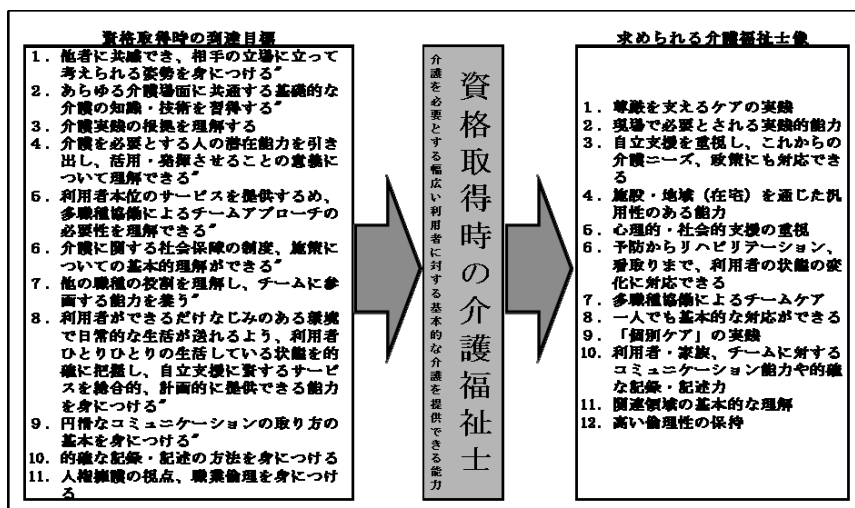 資格取得時の到達目標
1. 他者に共感でき、相手の立場に立って
考えられる姿勢を身につける"
2. あらゆる介護場面に共通する基礎的な
介護の知識・技術を習得する"
3. 介護実践の根拠を理解する
4. 介護を必要とする人の潜在能力を引き
出し、活用・発揮させることの意義に
ついて理解できる"
5. 利用者本位のサービスを提供するめ、
多職種協働によるチームアプローチの
必要性を理解できる"
6. 介護に関する社会保障の制度、施策に
ついての基本的理解ができる"
7. 他の職種の役割を理解し、チームに参
画する能力を養う"
8. 利用者ができるだけなじみのある環境
で日常的な生活が送れるよう、利用者
ひとりひとりの生活している状態を的
確に把握し、自立支援に資するサービ
スを総合的、計画的に提供できる能力
を身につける"
9. 円滑なコミュニケーションの取り方の
基本を身につける"
10. 的確な記録・記述の方法を身につける
11. 人権擁護の視点、職業倫理を身につけ
る
資格取得時の介護福祉士
介護を必要とする幅広い利用者に対する基本的な介護を提供できる能力
求められる介護福祉士像
1. 尊厳を支えるケアの実践
2. 現場で必要とされる実践的能力
3. 自立支援を重視し、これからの
介護ニーズ、政策にも対応でき
る
4. 施設・地域（在宅）を通じた汎
用性のある能力
5. 心理的・社会的支援の重視
6. 予防からリハビリテーション、
看取りまで、利用者の状態の変
化に対応できる
7. 多職種協働によるチームケア
8. 一人でも基本的な対応ができる
9. 「個別ケア」の実践
10. 利用者・家族、チームに対する
コミュニケーション能力や的確
な記録・記述力
11. 関連領域の基本的な理解
12. 高い倫理性の保持